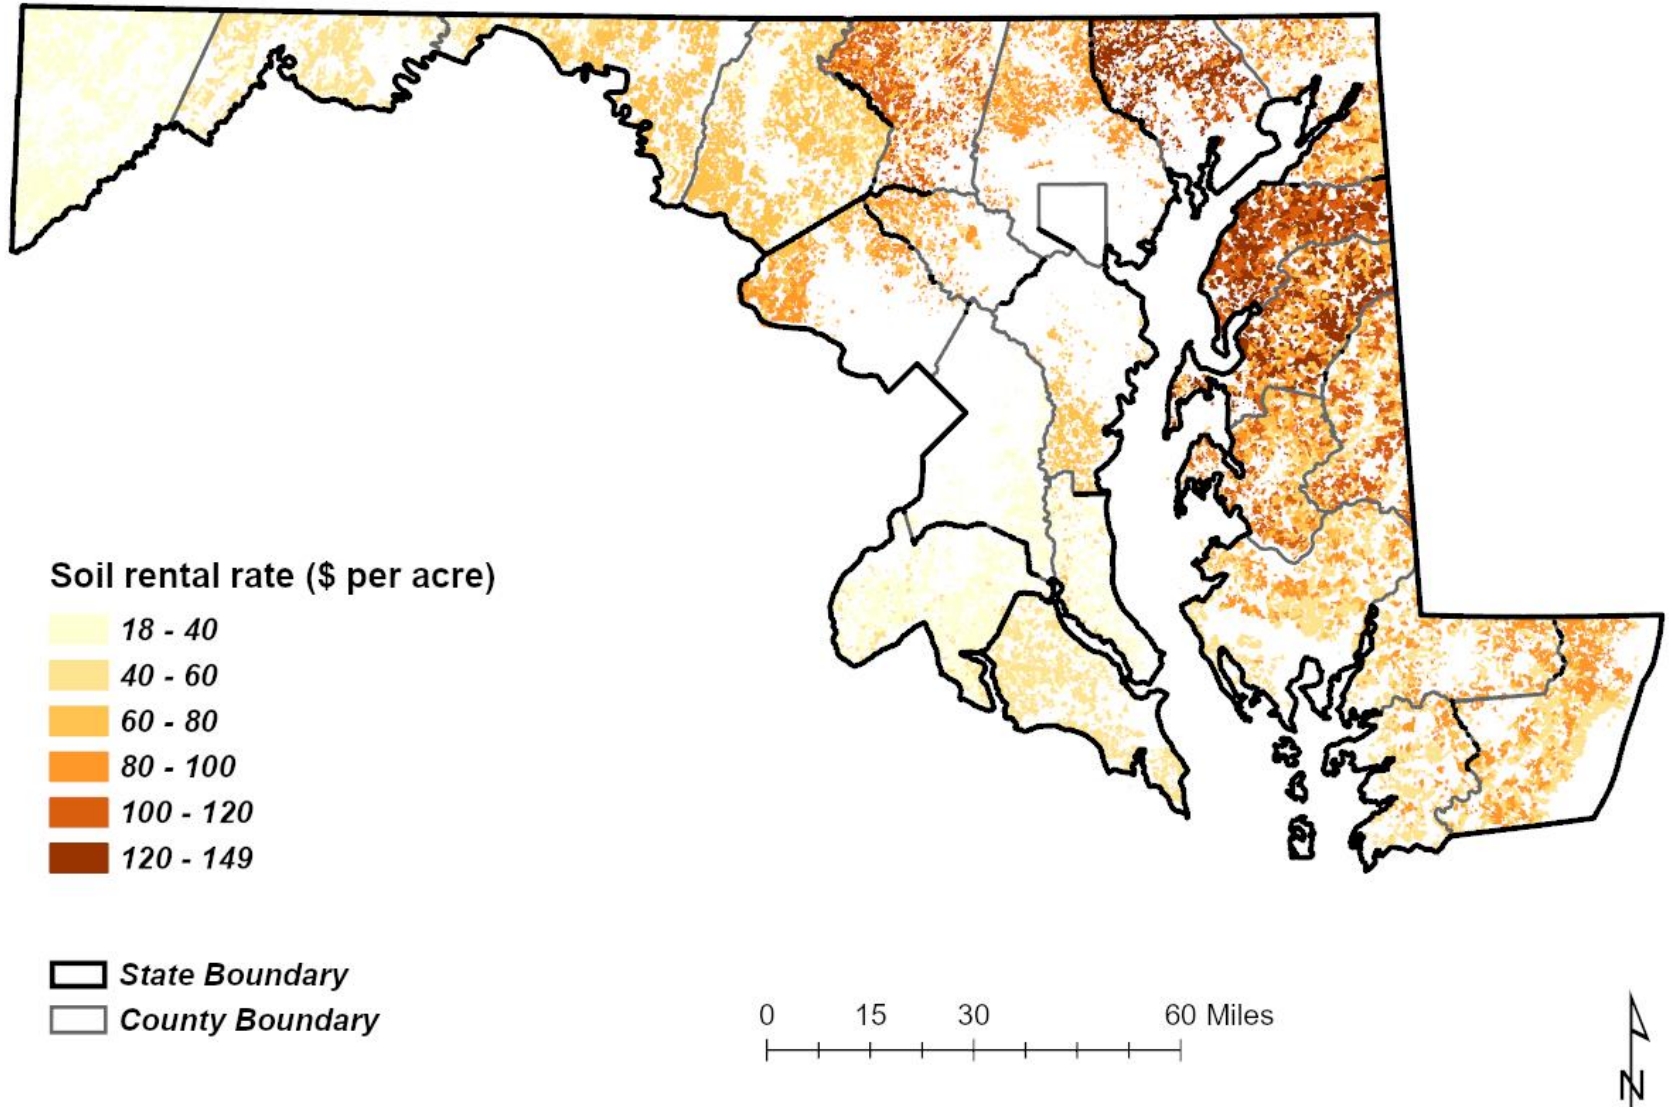 Soil rental rate ($ per acre)
18 - 40
40 - 60
60 - 80
80 - 100
100 - 120
120 - 149
State Boundary
County Boundary
0 15 30 60 Miles
N